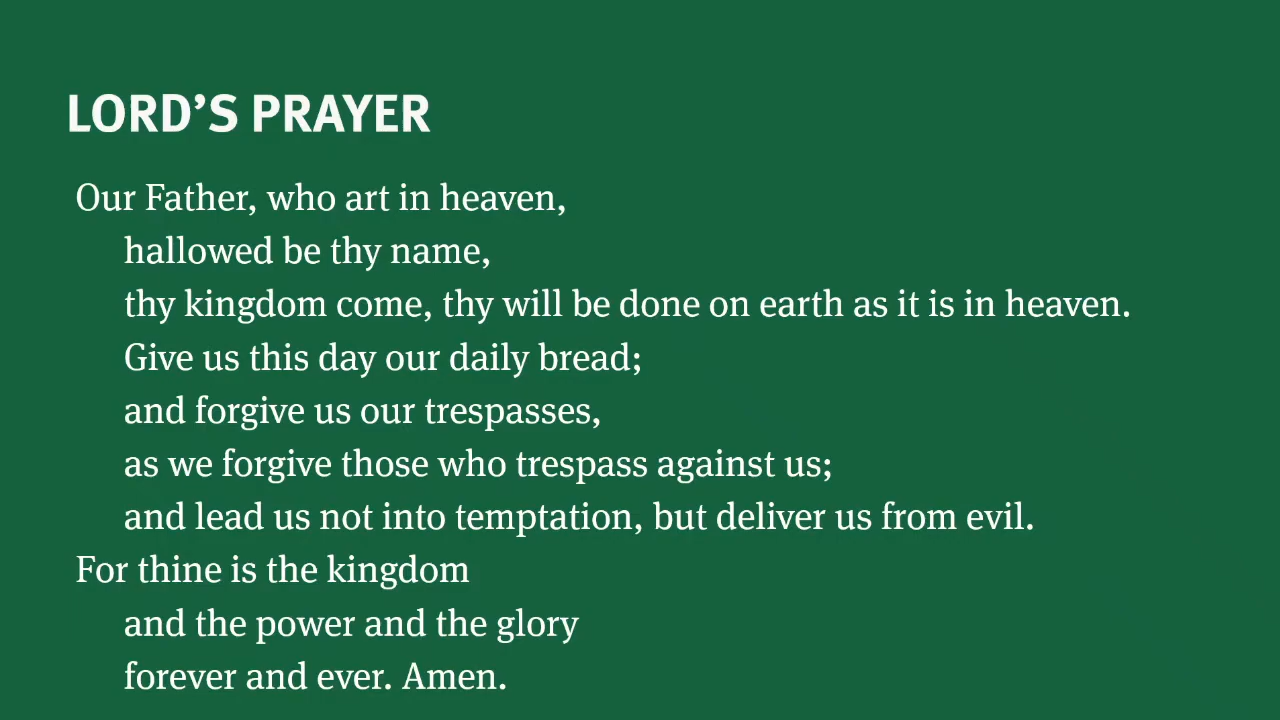 LORD’S PRAYER
Our Father, who art in heaven,
hallowed be thy name,
thy kingdom come, thy will be done on earth as it is in heaven.
Give us this day our daily bread;
and forgive us our trespasses,
as we forgive those who trespass against us;
and lead us not into temptation, but deliver us from evil.
For thine is the kingdom
and the power and the glory
forever and ever. Amen.